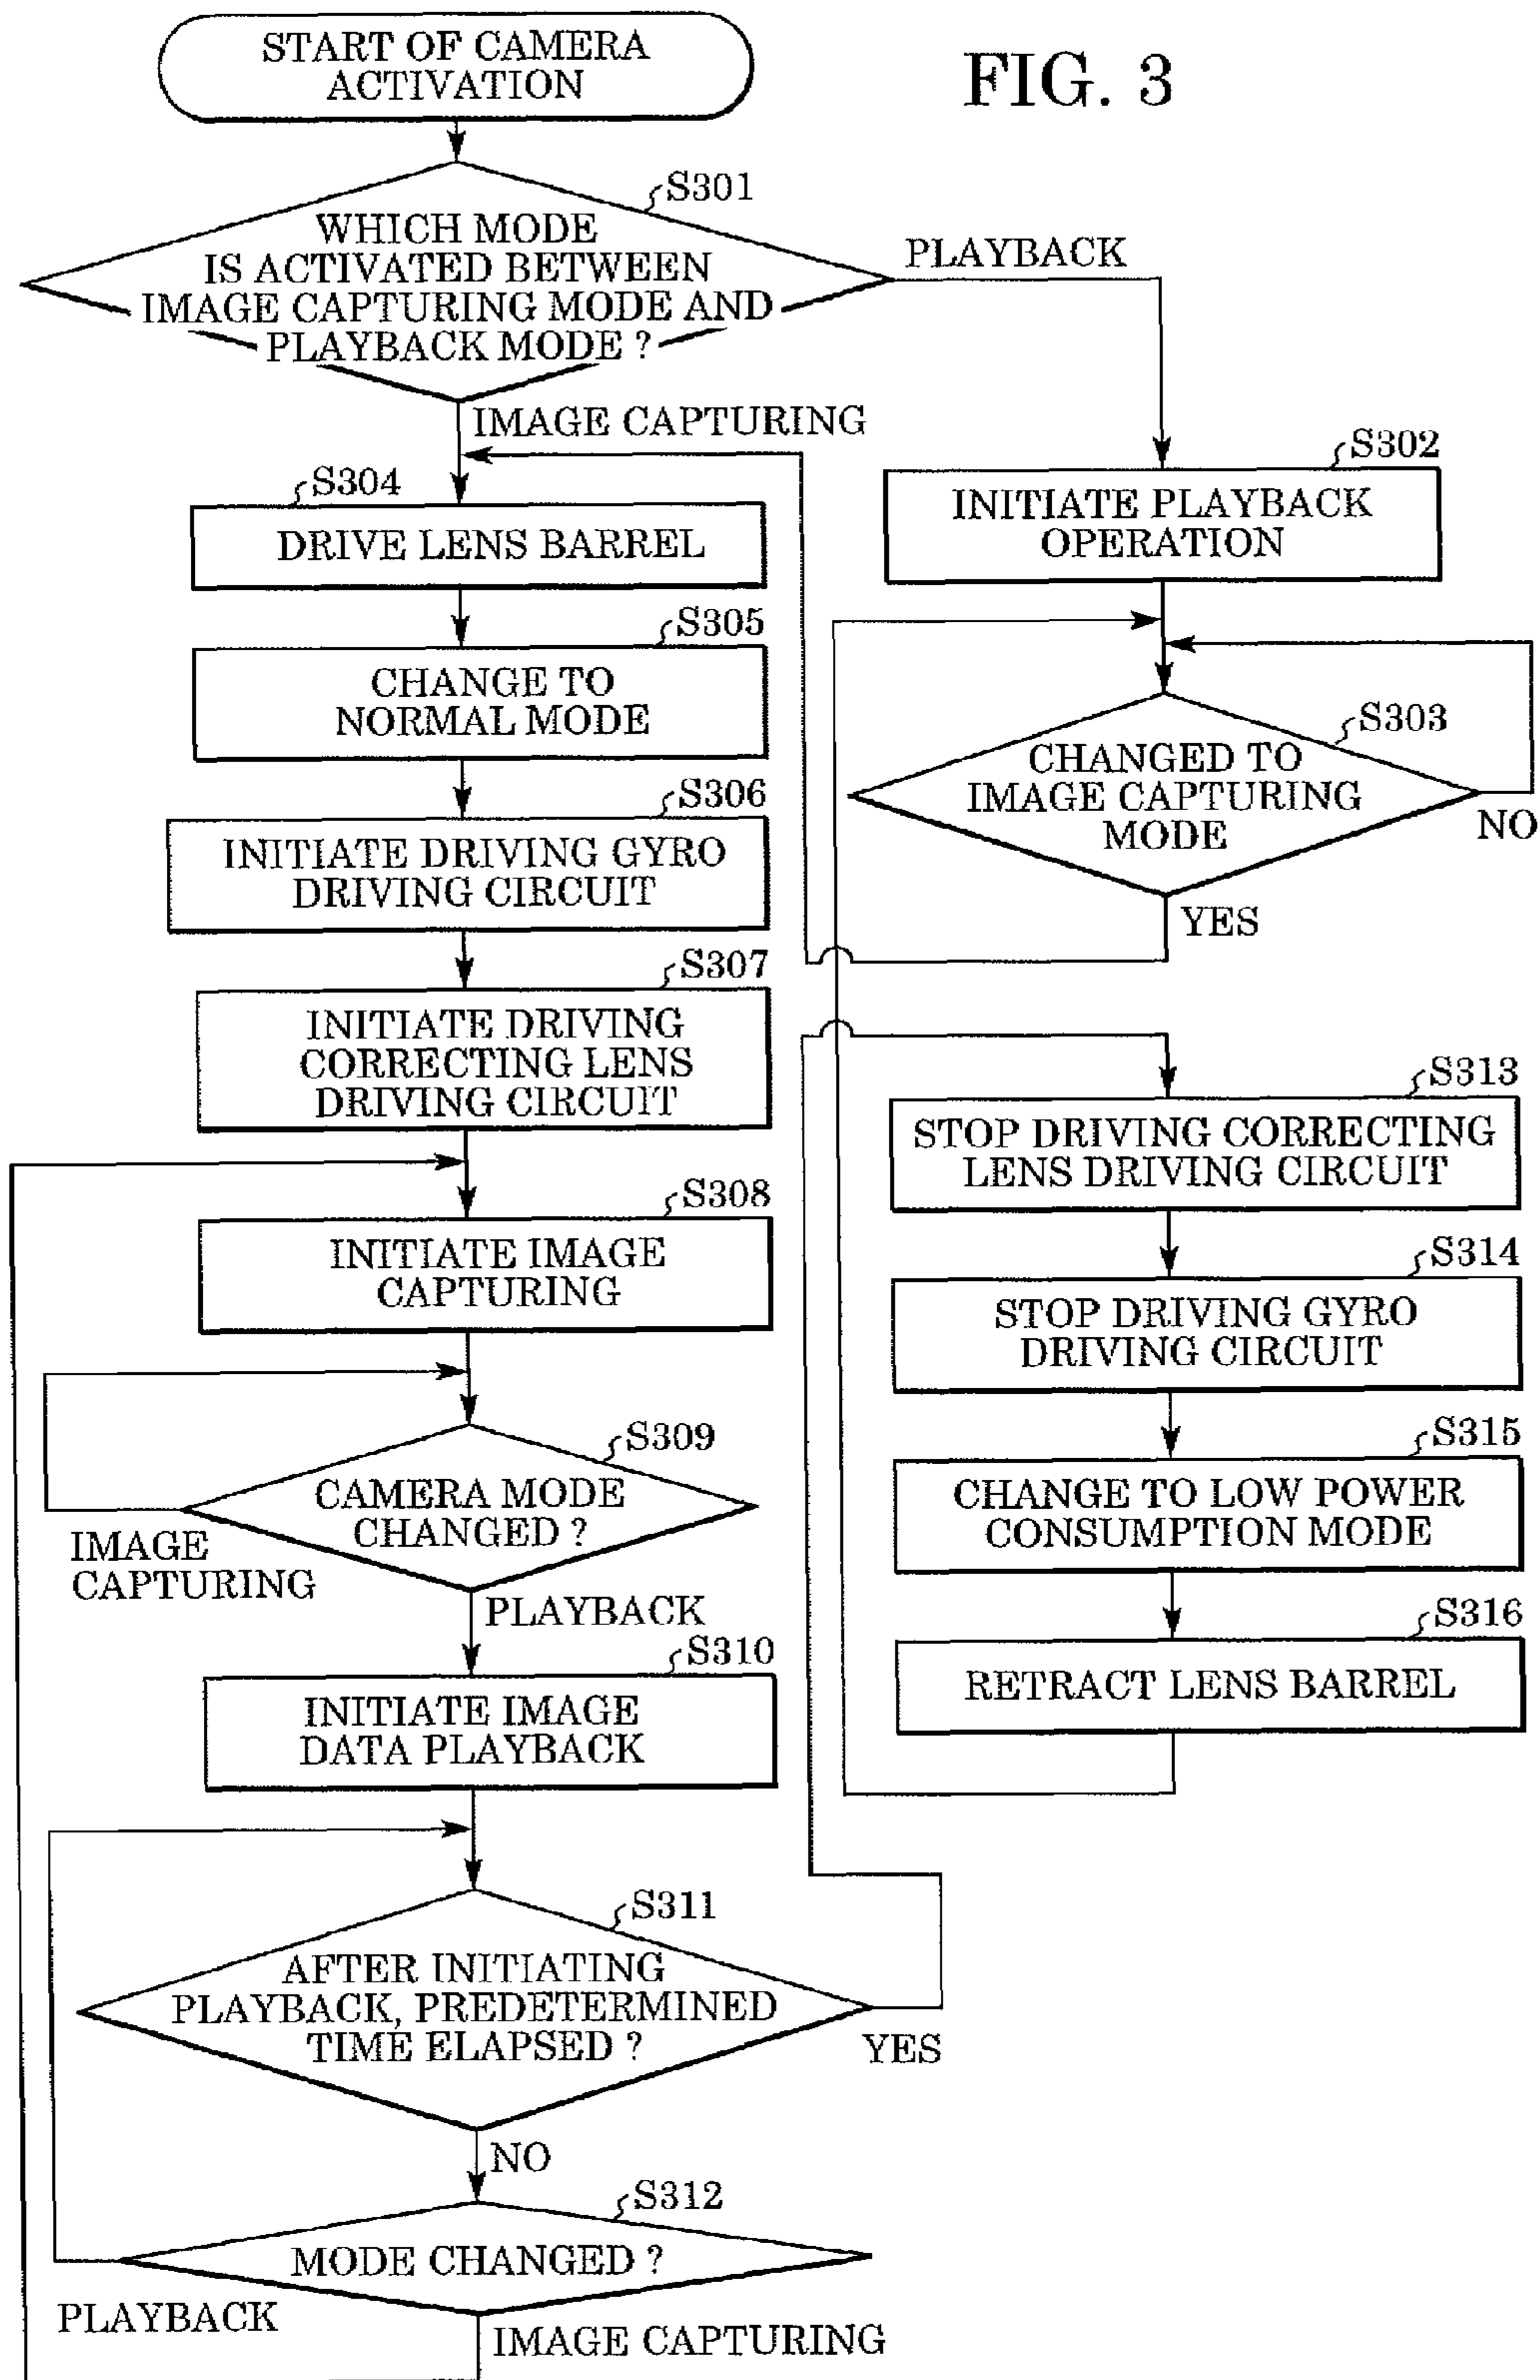 START OF CAMERA
ACTIVATION
FIG. 3
S301
WHICH MODE
IS ACTIVATED BETWEEN
IMAGE CAPTURING MODE AND
PLAYBACK MODE ?
PLAYBACK
IMAGE CAPTURING
S302
INITIATE PLAYBACK
OPERATION
S303
CHANGED TO
IMAGE CAPTURING
MODE
NO
YES
S304
DRIVE LENS BARREL
S305
CHANGE TO
NORMAL MODE
S306
INITIATE DRIVING GYRO
DRIVING CIRCUIT
S307
INITIATE DRIVING
CORRECTING LENS
DRIVING CIRCUIT
S308
INITIATE IMAGE
CAPTURING
S309
CAMERA MODE
CHANGED ?
IMAGE
CAPTURING
PLAYBACK
S310
INITIATE IMAGE
DATA PLAYBACK
S311
AFTER INITIATING
PLAYBACK, PREDETERMINED
TIME ELAPSED ?
YES
NO
S312
MODE CHANGED ?
PLAYBACK
IMAGE CAPTURING
S313
STOP DRIVING CORRECTING
LENS DRIVING CIRCUIT
S314
STOP DRIVING GYRO
DRIVING CIRCUIT
S315
CHANGE TO LOW POWER
CONSUMPTION MODE
S316
RETRACT LENS BARREL